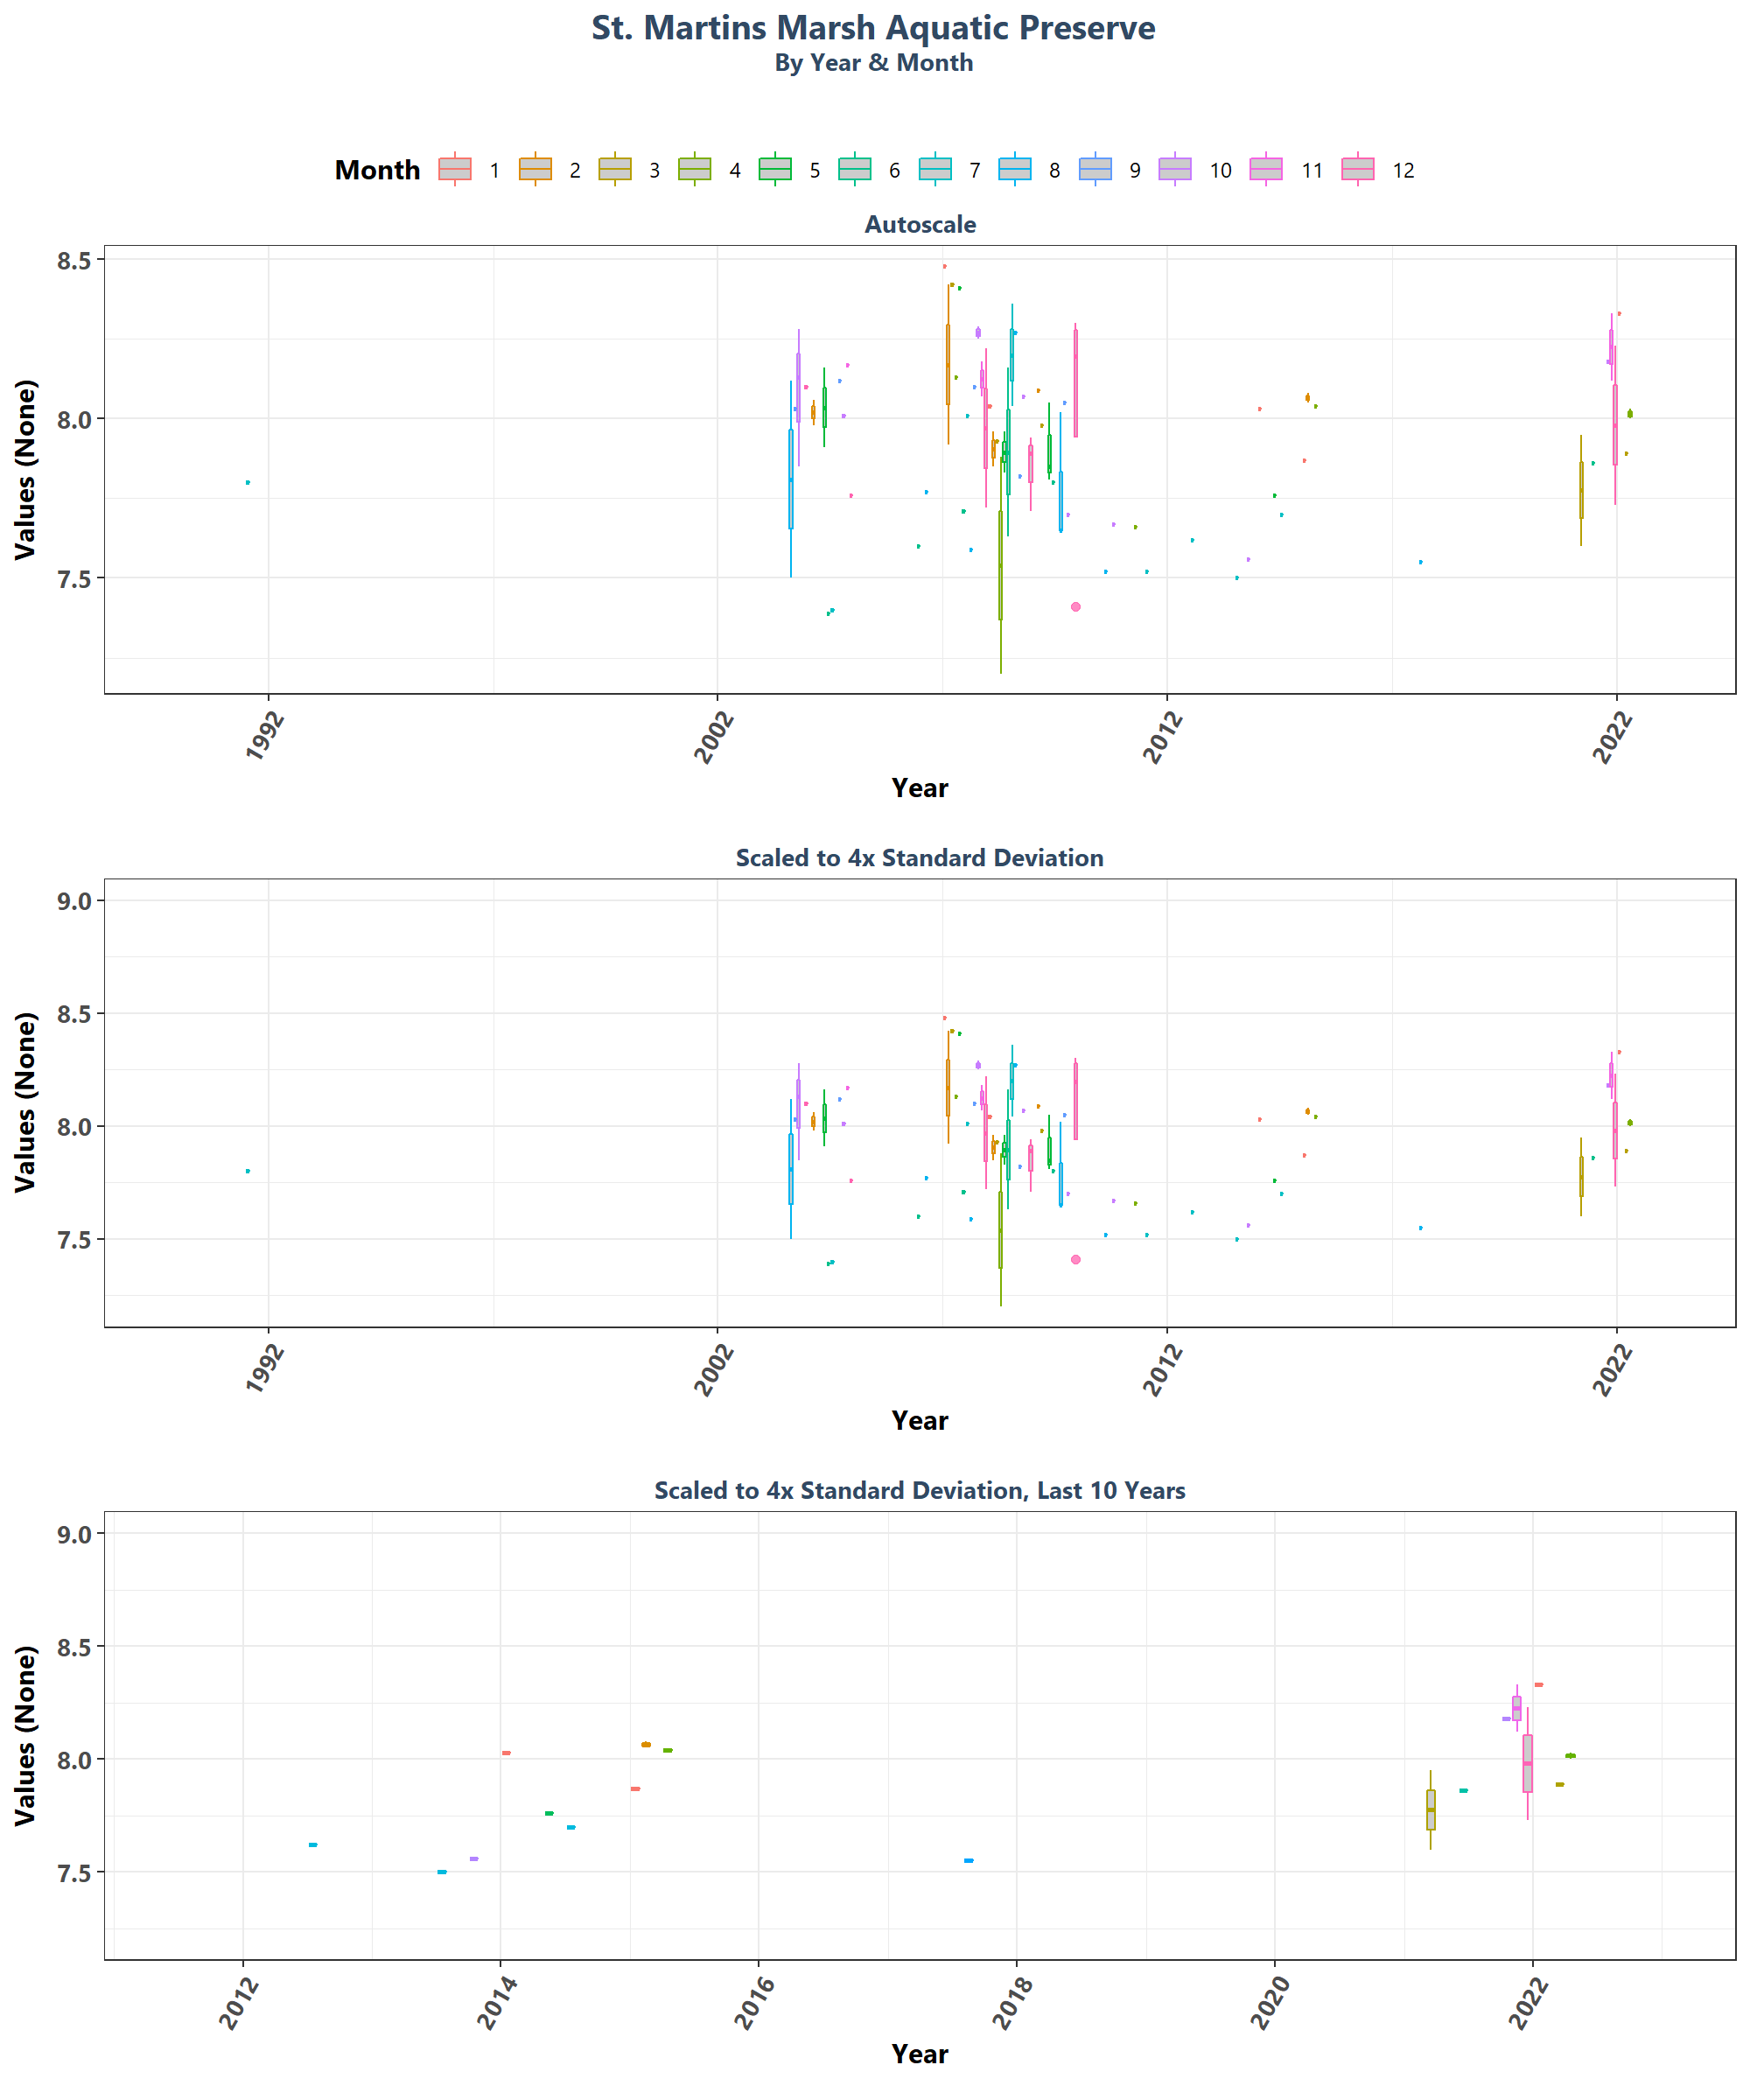 St. Martins Marsh Aquatic Preserve
By Year & Month
Month 1 2 3 4 5 6 7 8 9 10 11 12
Autoscale
Values (None)
8.5
8.0
7.5
1992 2002 2012 2022
Year
Scaled to 4x Standard Deviation
Values (None)
9.0
8.5
8.0
7.5
1992 2002 2012 2022
Year
Scaled to 4x Standard Deviation, Last 10 Years
Values (None)
9.0
8.5
8.0
7.5
2012 2014 2016 2018 2020 2022
Year